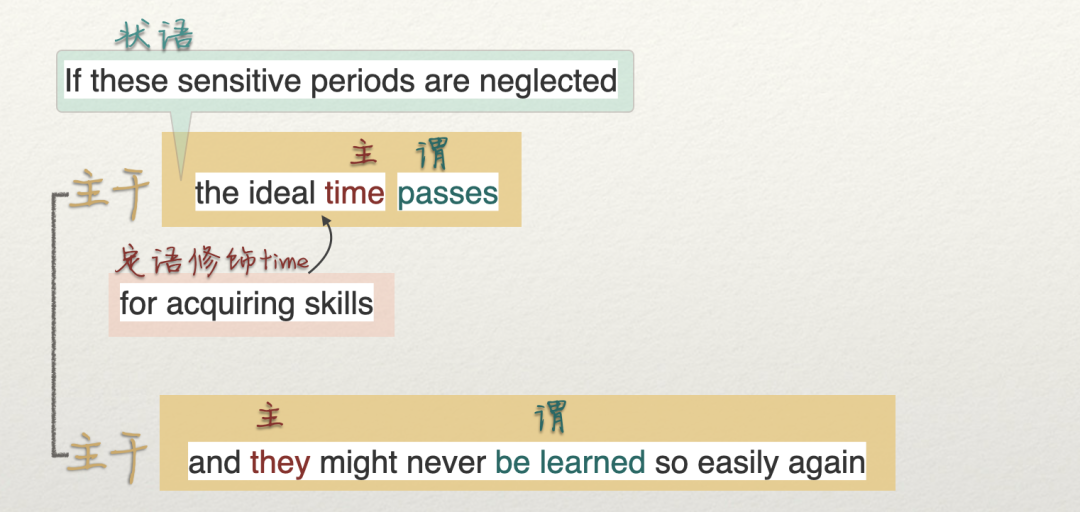 状语
If these sensitive periods are neglected
主 谓
主干 the ideal time passes
定语修饰time
for acquiring skills
主 谓
主干 and they might never be learned so easily again